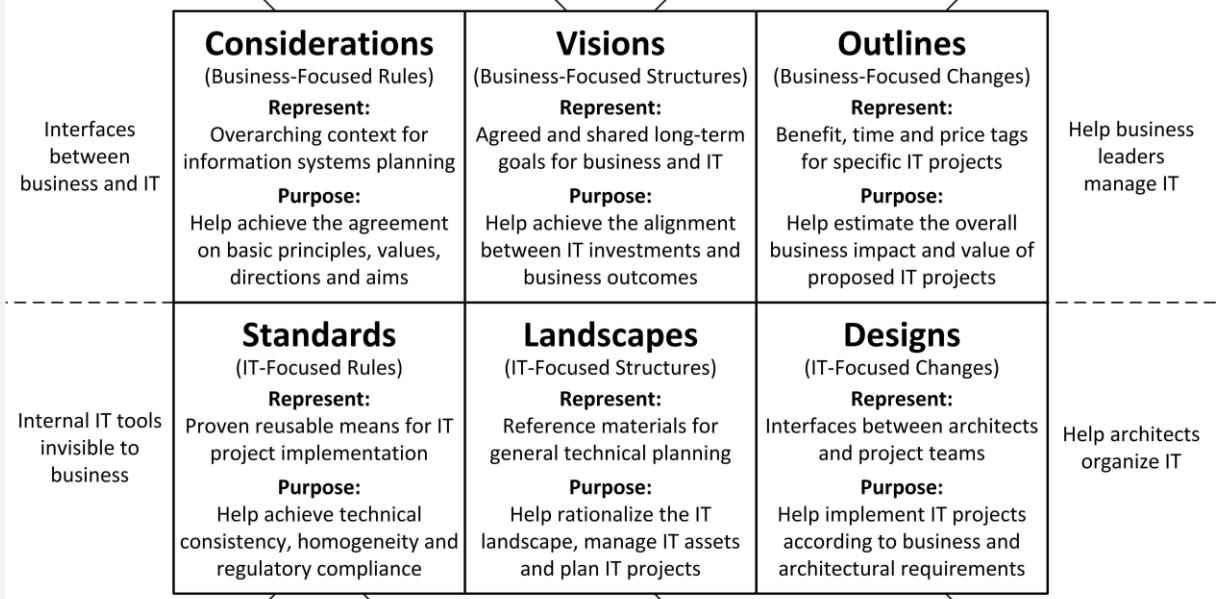 Considerations
(Business-Focused Rules)
Represent:
Overarching context for
information systems planning
Purpose:
Help achieve the agreement
on basic principles, values,
directions and aims
Visions
(Business-Focused Structures)
Represent:
Agreed and shared long-term
goals for business and IT
Purpose:
Help achieve the alignment
between IT investments and
business outcomes
Outlines
(Business-Focused Changes)
Represent:
Benefit, time and price tags
for specific IT projects
Purpose:
Help estimate the overall
business impact and value of
proposed IT projects
Interfaces
between
business and IT
Help business
leaders
manage IT
Standards
(IT-Focused Rules)
Represent:
Proven reusable means for IT
project implementation
Purpose:
Help achieve technical
consistency, homogeneity and
regulatory compliance
Landscapes
(IT-Focused Structures)
Represent:
Reference materials for
general technical planning
Purpose:
Help rationalize the IT
landscape, manage IT assets
and plan IT projects
Designs
(IT-Focused Changes)
Represent:
Interfaces between architects
and project teams
Purpose:
Help implement IT projects
according to business and
architectural requirements
Internal IT tools
invisible to
business
Help architects
organize IT